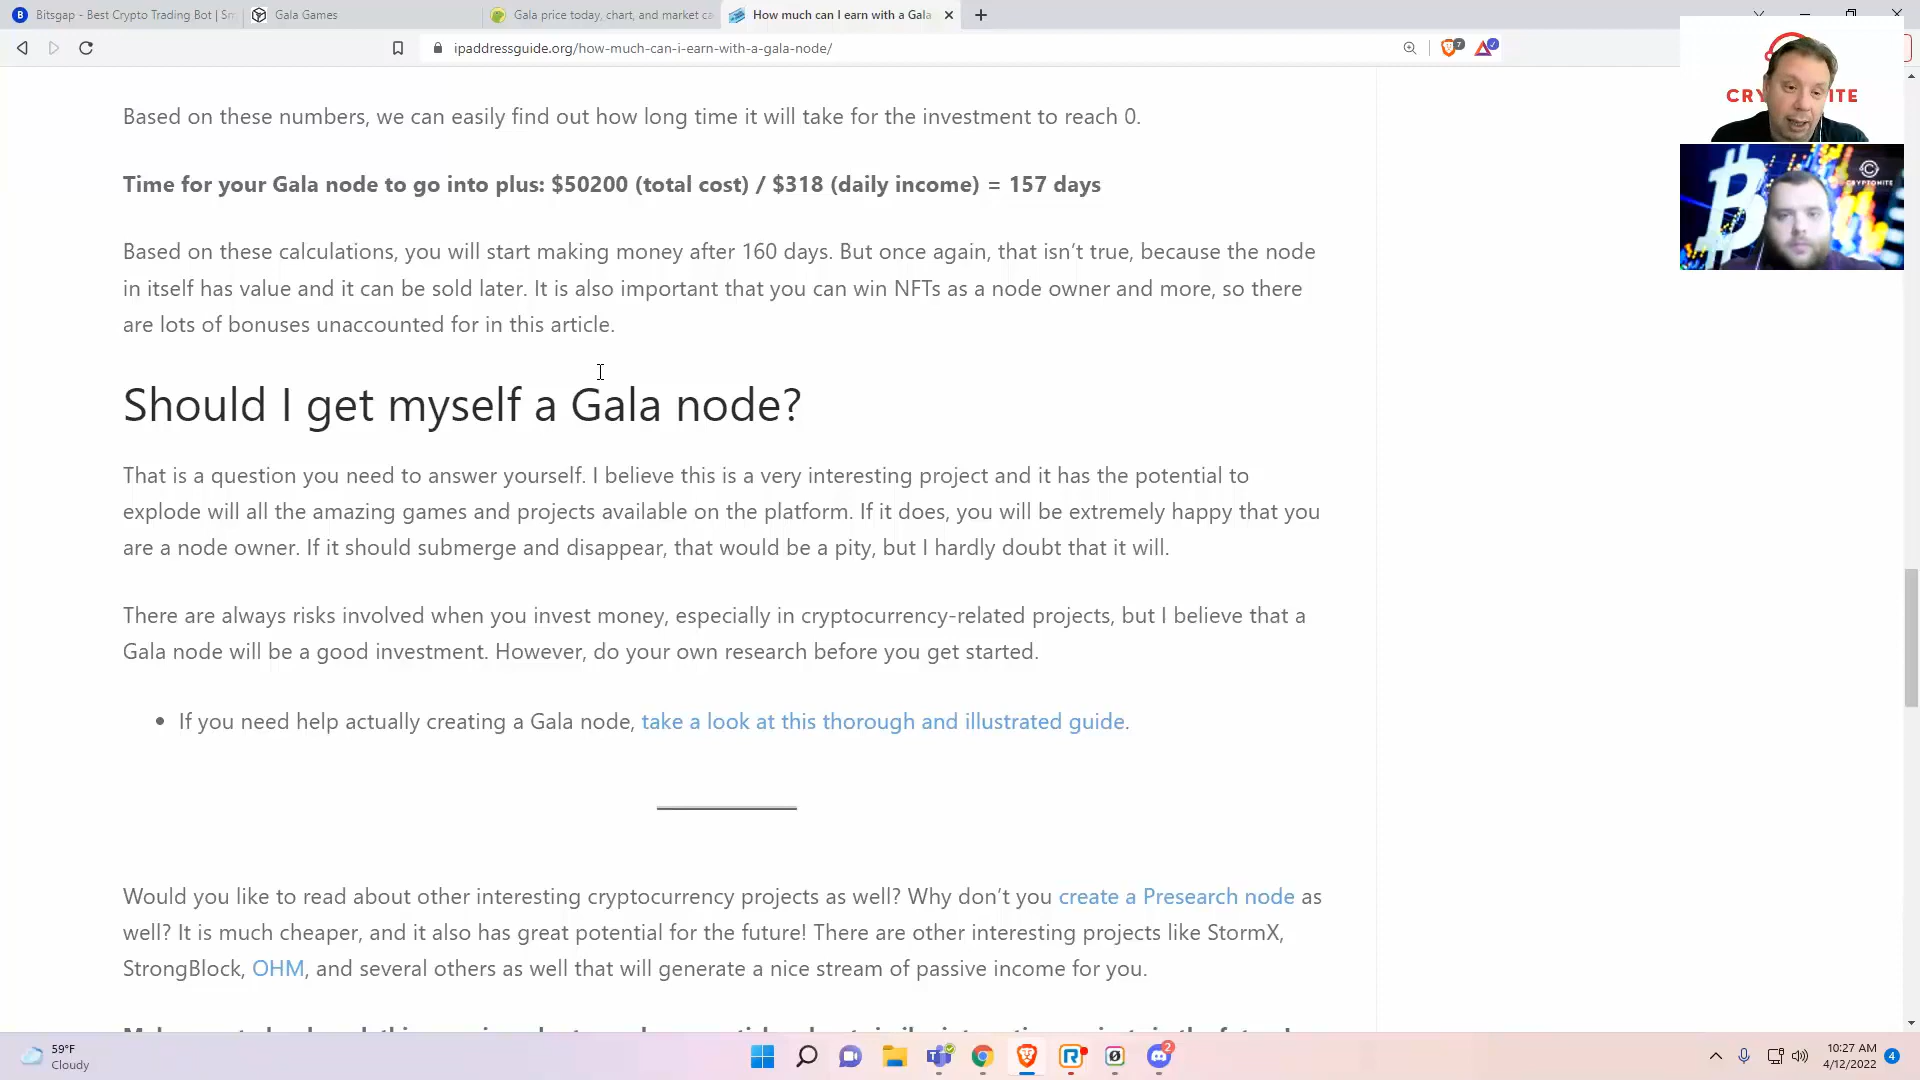 Bitsgap - Best Crypto Trading Bot | Sm
Gala Games
Gala price today, chart, and market ca
How much can I earn with a Gala
ipaddressguide.org/how-much-can-i-earn-with-a-gala-node/
7
Based on these numbers, we can easily find out how long time it will take for the investment to reach 0.
Time for your Gala node to go into plus: $50200 (total cost) / $318 (daily income) = 157 days
Based on these calculations, you will start making money after 160 days. But once again, that isn’t true, because the node
in itself has value and it can be sold later. It is also important that you can win NFTs as a node owner and more, so there
are lots of bonuses unaccounted for in this article.
Should I get myself a Gala node?
That is a question you need to answer yourself. I believe this is a very interesting project and it has the potential to
explode will all the amazing games and projects available on the platform. If it does, you will be extremely happy that you
are a node owner. If it should submerge and disappear, that would be a pity, but I hardly doubt that it will.
There are always risks involved when you invest money, especially in cryptocurrency-related projects, but I believe that a
Gala node will be a good investment. However, do your own research before you get started.
If you need help actually creating a Gala node, take a look at this thorough and illustrated guide.
Would you like to read about other interesting cryptocurrency projects as well? Why don’t you create a Presearch node as
well? It is much cheaper, and it also has great potential for the future! There are other interesting projects like StormX,
StrongBlock, OHM, and several others as well that will generate a nice stream of passive income for you.
CRYPTOMITE
59°F
Cloudy
2
10:27 AM
4/12/2022
4